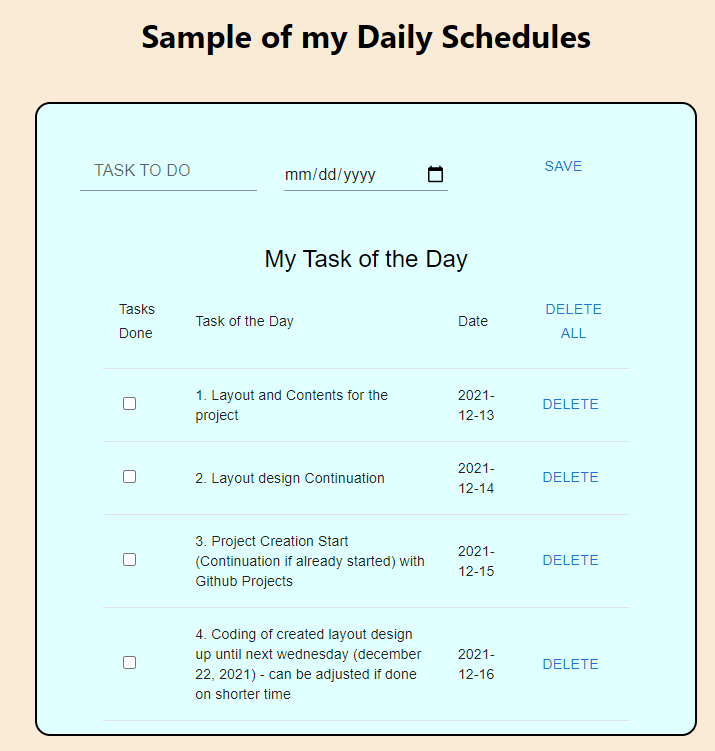 Sample of my Daily Schedules
TASK TO DO
mm/dd/yyyy
SAVE
My Task of the Day
Tasks
Done
Task of the Day
Date
DELETE
ALL
1. Layout and Contents for the
project
2021-
12-13
DELETE
2. Layout design Continuation
2021-
12-14
DELETE
3. Project Creation Start
(Continuation if already started) with
Github Projects
2021-
12-15
DELETE
4. Coding of created layout design
up until next wednesday (december
22, 2021) - can be adjusted if done
on shorter time
2021-
12-16
DELETE